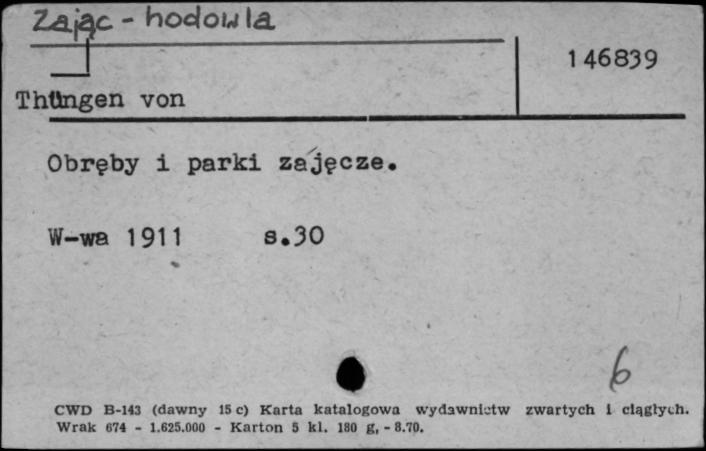 Zając - hodowla
146839
Thüngen von
Obręby i parki zajęcze.
W-wa 1911 s.30
6
CWD B-143 (dawny 15 c) Karta katalogowa wydawnictw zwartych i ciągłych.
Wrak 674 - 1.625.000 - Karton 5 kl. 180 g, - 8.70.